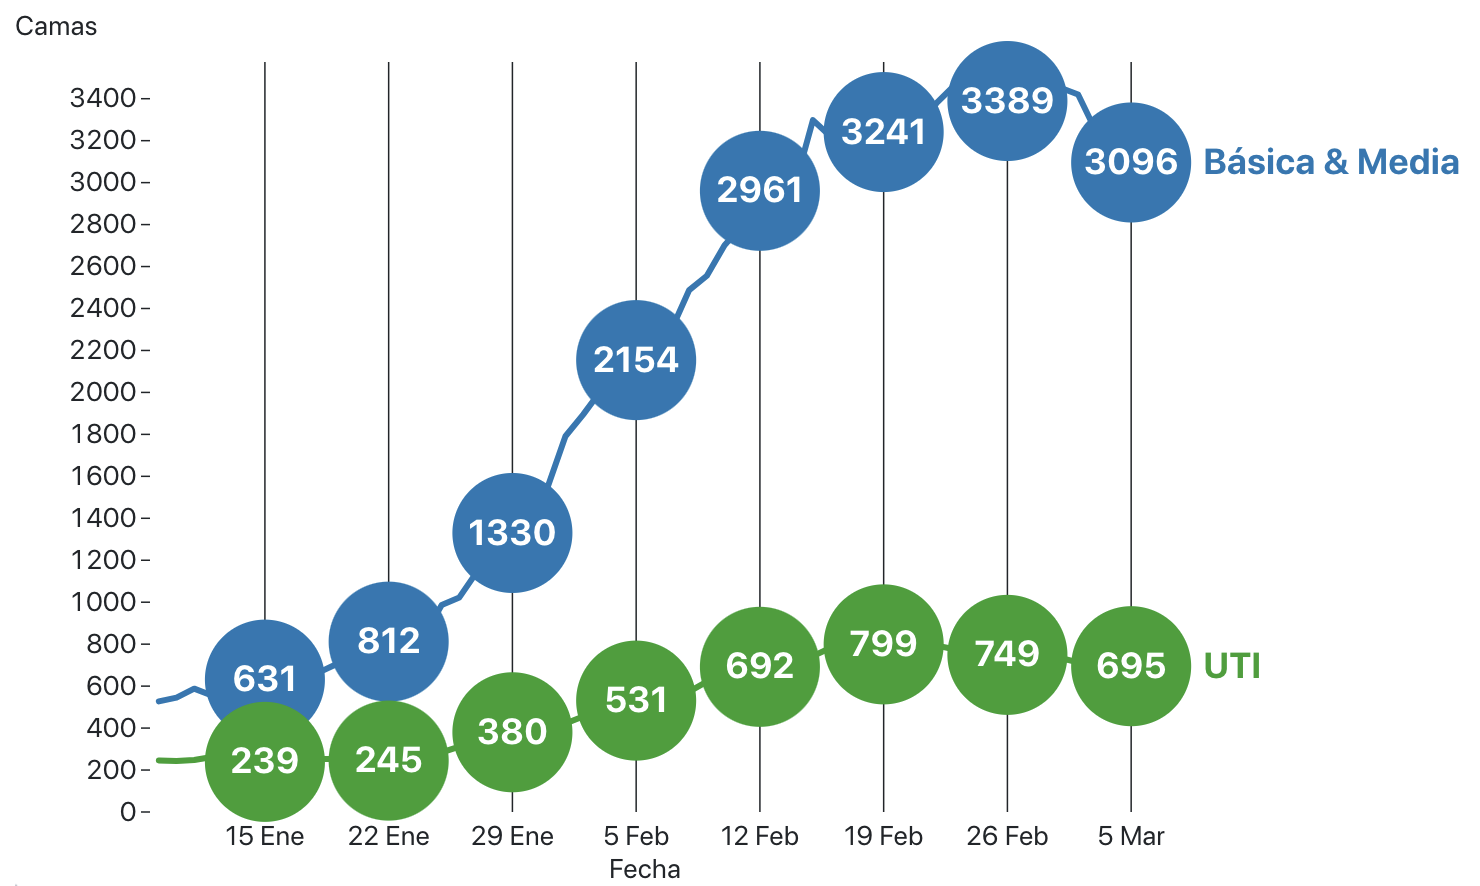 Camas
3400
3200
3000
2800
2600
2400
2200
2000
1800
1600
1400
1200
1000
800
600
400
200
0
631
812
1330
2154
2961
3241
3389
3096
Básica & Media
239
245
380
531
692
799
749
695
UTI
15 Ene
22 Ene
29 Ene
5 Feb
12 Feb
19 Feb
26 Feb
5 Mar
Fecha